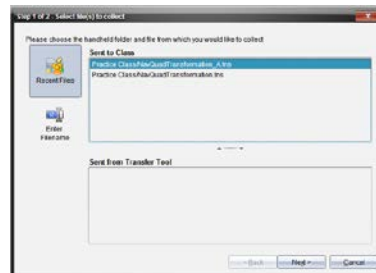 Step 1 of 2 - Select file(s) to collect
Please choose the handheld folder and file from which you would like to collect
Recent Files
Enter
Filename
Sent to Class
Practice Class/NavQuadTransformative_A.tns
Practice Class/NavQuadTransformative.tns
Sent from Transfer Tool
< Back
Next >
Cancel